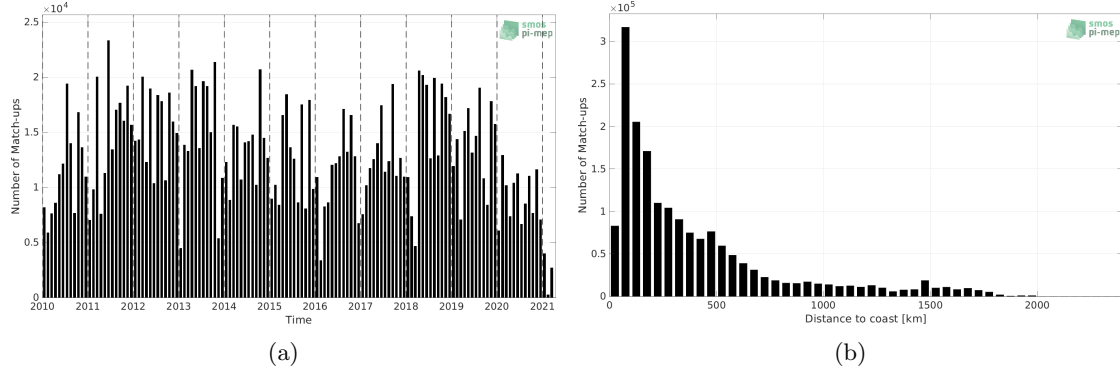 ×10⁴
2.5
2
1.5
1
0.5
0
Number of Match-ups
2010 2011 2012 2013 2014 2015 2016 2017 2018 2019 2020 2021
Time
smos
pi-mep
(a)
×10⁵
3.5
3
2.5
2
1.5
1
0.5
0
Number of Match-ups
0 500 1000 1500 2000
Distance to coast [km]
smos
pi-mep
(b)